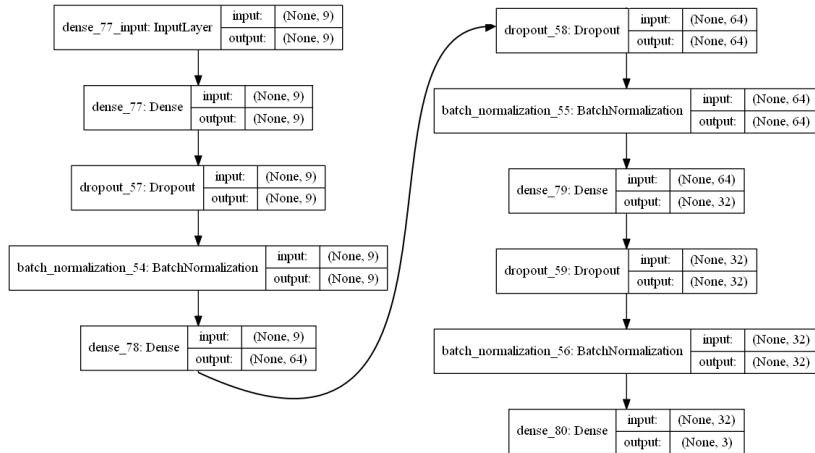 dense_77_input: InputLayer
input: (None, 9)
output: (None, 9)
dense_77: Dense
input: (None, 9)
output: (None, 9)
dropout_57: Dropout
input: (None, 9)
output: (None, 9)
batch_normalization_54: BatchNormalization
input: (None, 9)
output: (None, 9)
dense_78: Dense
input: (None, 9)
output: (None, 64)
dropout_58: Dropout
input: (None, 64)
output: (None, 64)
batch_normalization_55: BatchNormalization
input: (None, 64)
output: (None, 64)
dense_79: Dense
input: (None, 64)
output: (None, 32)
dropout_59: Dropout
input: (None, 32)
output: (None, 32)
batch_normalization_56: BatchNormalization
input: (None, 32)
output: (None, 32)
dense_80: Dense
input: (None, 32)
output: (None, 3)